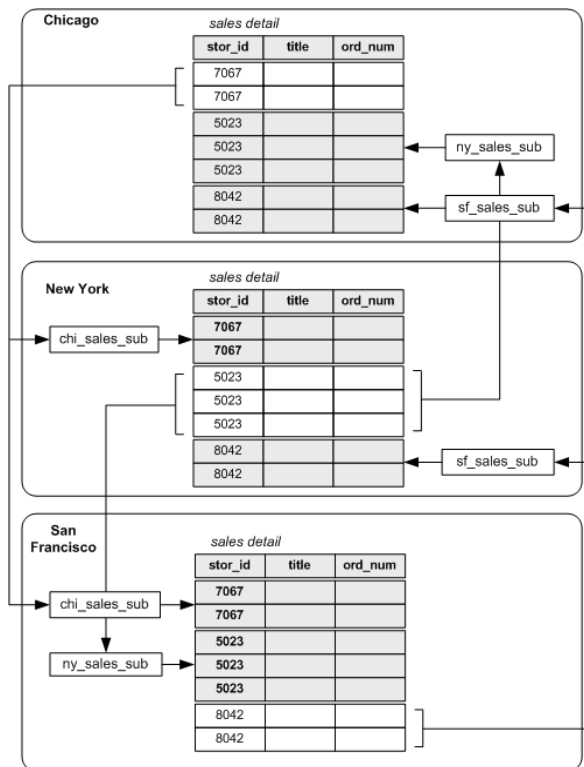 Chicago
sales detail
stor_id title ord_num
7067
7067
5023
5023
5023
8042
8042
ny_sales_sub
sf_sales_sub
New York
sales detail
stor_id title ord_num
chi_sales_sub
7067
7067
5023
5023
5023
8042
8042
sf_sales_sub
San
Francisco
sales detail
stor_id title ord_num
chi_sales_sub
ny_sales_sub
7067
7067
5023
5023
5023
8042
8042